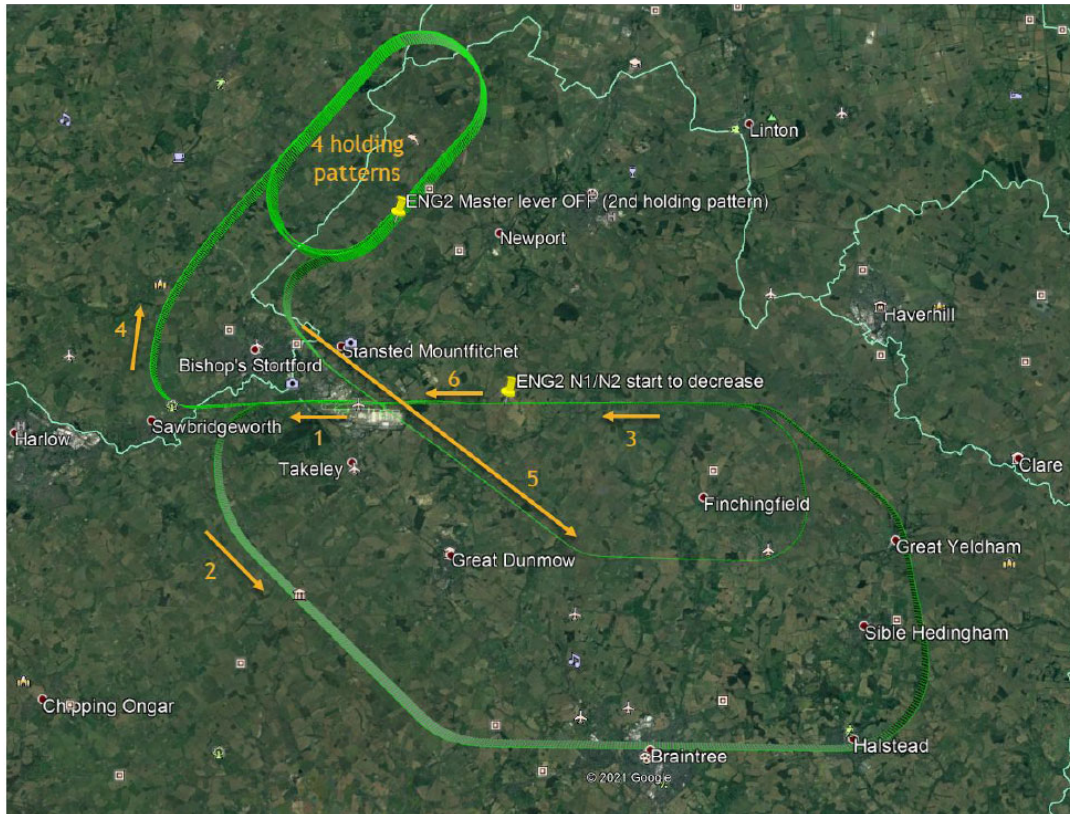 Linton
4 holding
patterns
ENG2 Master lever OFF (2nd holding pattern)
Newport
Haverhill
4
Stansted Mountfitchet
Bishop's Stortford
6
ENG2 N1/N2 start to decrease
Sawbridgeworth
Harlow
1
3
Takeley
Clare
5
Finchingfield
Great Yeldham
Great Dunmow
2
Sible Hedingham
Chipping Ongar
Halstead
Braintree
© 2021 Google